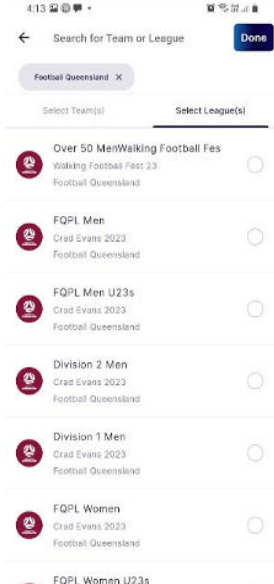 4:13
Search for Team or League
Done
Football Queensland X
Select Team(s)
Select League(s)
Over 50 MenWalking Football Fes
Walking Football Fest 23
Football Queensland
FQPL Men
Crad Evans 2023
Football Queensland
FQPL Men U23s
Crad Evans 2023
Football Queensland
Division 2 Men
Crad Evans 2023
Football Queensland
Division 1 Men
Crad Evans 2023
Football Queensland
FQPL Women
Crad Evans 2023
Football Queensland
FQPL Women U23s